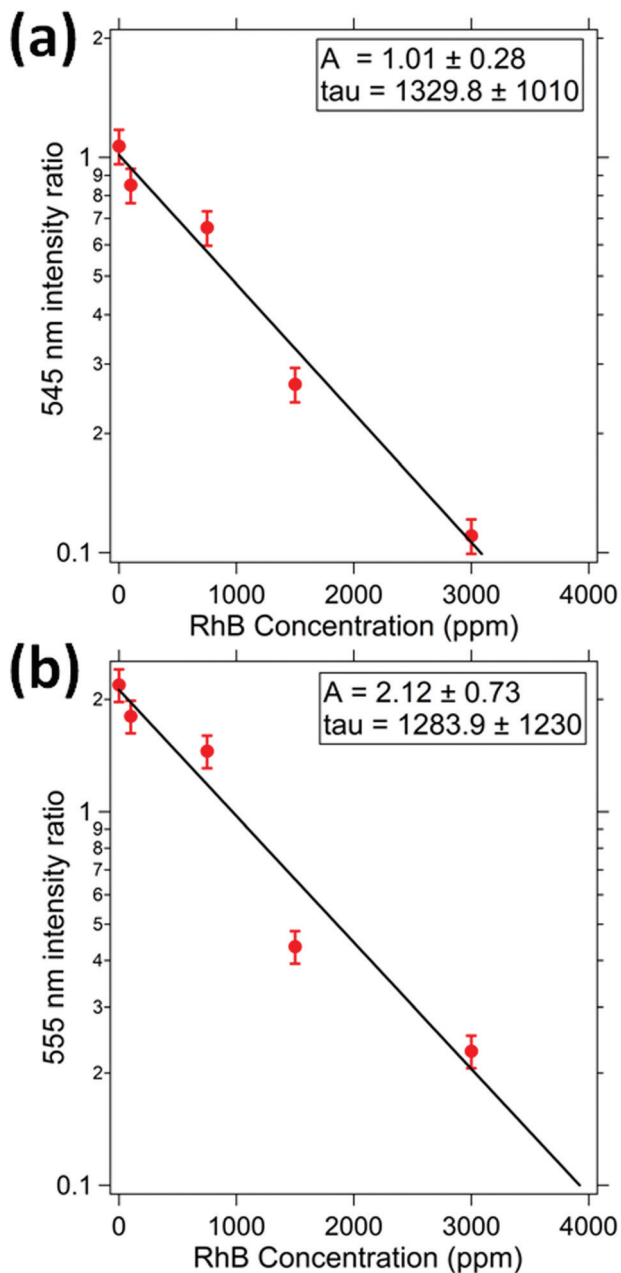 (a)
A = 1.01 ± 0.28
tau = 1329.8 ± 1010
2
1
9
8
7
6
5
4
3
2
0.1
545 nm intensity ratio
0 1000 2000 3000 4000
RhB Concentration (ppm)
(b)
A = 2.12 ± 0.73
tau = 1283.9 ± 1230
2
1
9
8
7
6
5
4
3
2
0.1
555 nm intensity ratio
0 1000 2000 3000 4000
RhB Concentration (ppm)